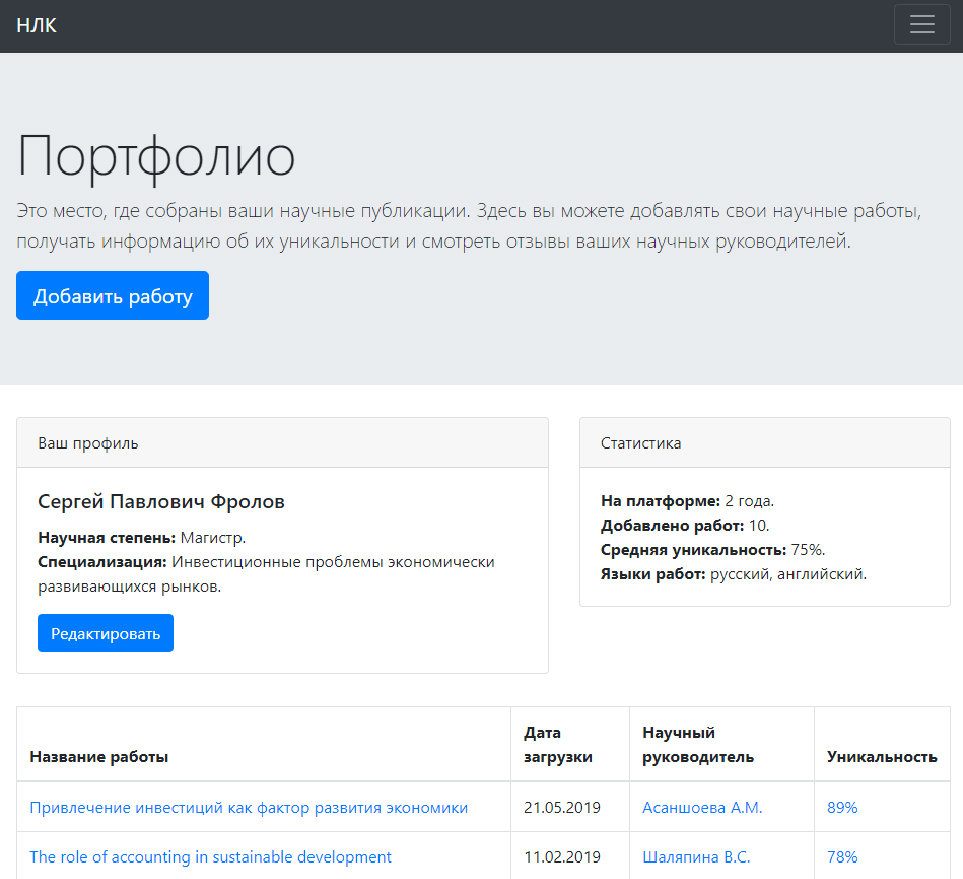 НЛК
Портфолио
Это место, где собраны ваши научные публикации. Здесь вы можете добавлять свои научные работы,
получать информацию об их уникальности и смотреть отзывы ваших научных руководителей.
Добавить работу
Ваш профиль
Сергей Павлович Фролов
Научная степень: Магистр.
Специализация: Инвестиционные проблемы экономически
развивающихся рынков.
Редактировать
Статистика
На платформе: 2 года.
Добавлено работ: 10.
Средняя уникальность: 75%.
Языки работ: русский, английский.
Название работы
Дата
загрузки
Научный
руководитель
Уникальность
Привлечение инвестиций как фактор развития экономики 21.05.2019 Асаншоева А.М. 89%
The role of accounting in sustainable development 11.02.2019 Шаляпина В.С. 78%